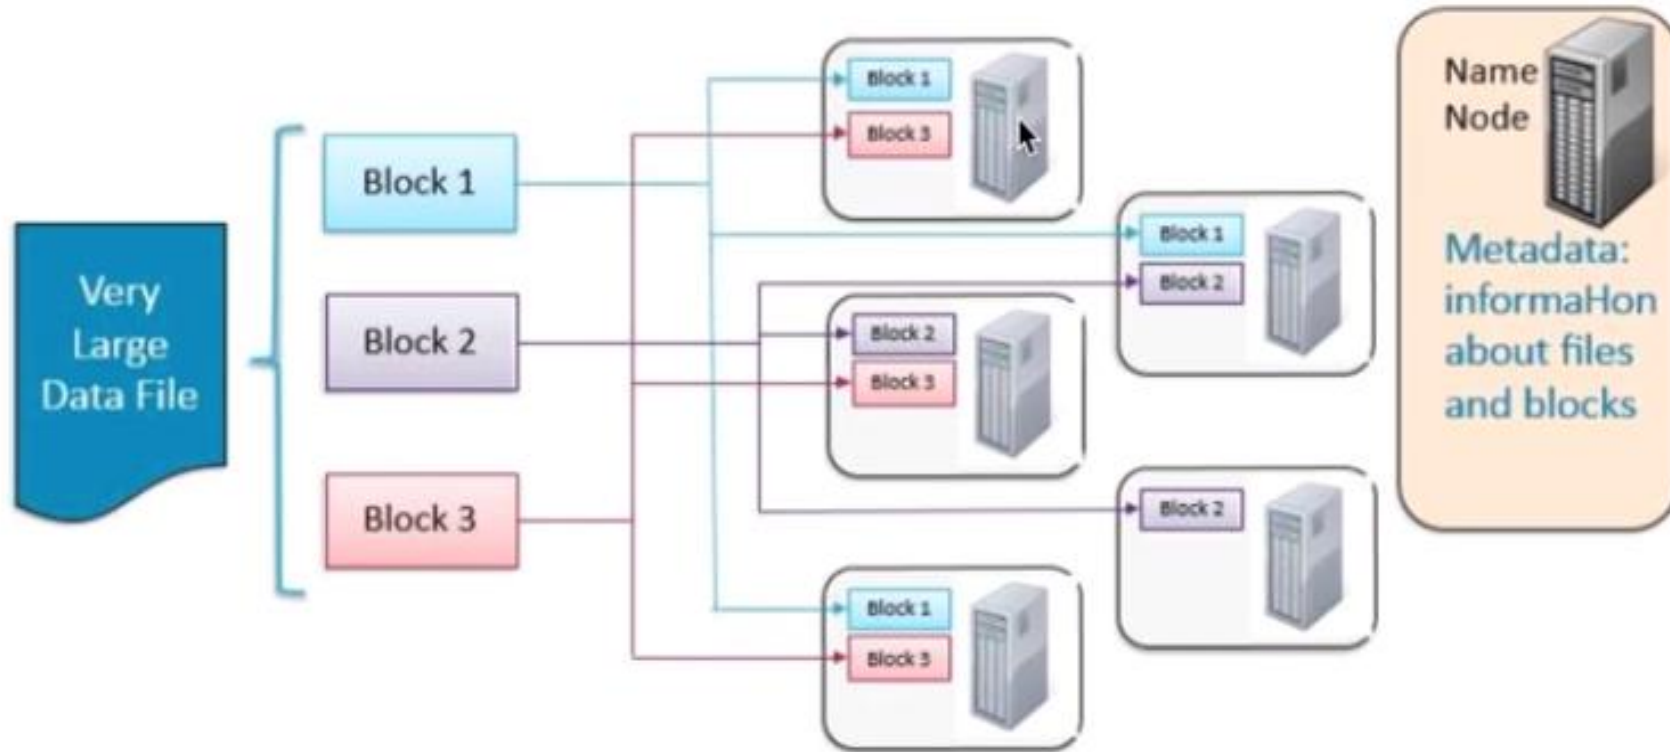 Very
Large
Data File
Block 1
Block 2
Block 3
Block 1
Block 3
Block 1
Block 2
Block 2
Block 3
Block 2
Block 1
Block 3
Name
Node
Metadata:
informaHon
about files
and blocks